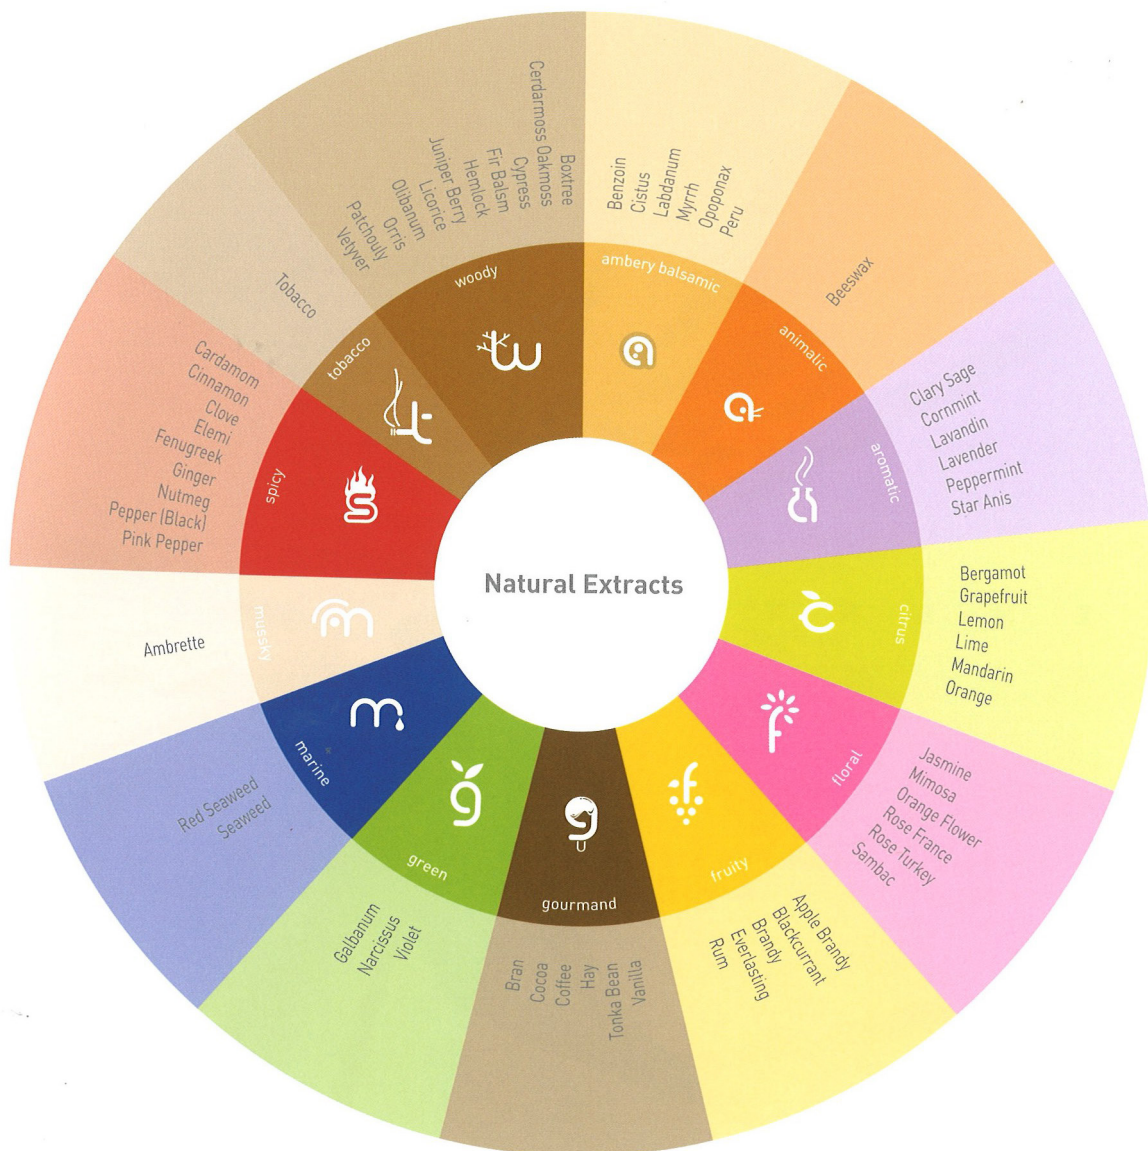 Natural Extracts
woody
Boxtree
Cerdarmoss Oakmoss
Cypress
Fir Balsm
Hemlock
Juniper Berry
Licorice
Olibanum
Orris
Patchouly
Vetyver
ambery balsamic
Benzoin
Cistus
Labdanum
Myrrh
Opoponax
Peru
animalic
Beeswax
aromatic
Clary Sage
Cornmint
Lavandin
Lavender
Peppermint
Star Anis
citrus
Bergamot
Grapefruit
Lemon
Lime
Mandarin
Orange
floral
Jasmine
Mimosa
Orange Flower
Rose France
Rose Turkey
Sambac
fruity
Apple Brandy
Blackcurrant
Brandy
Everlasting
Rum
gourmand
Bran
Cocoa
Coffee
Hay
Tonka Bean
Vanilla
green
Galbanum
Narcissus
Violet
marine
Red Seaweed
Seaweed
mussky
Ambrette
spicy
Cardamom
Cinnamon
Clove
Elemi
Fenugreek
Ginger
Nutmeg
Pepper (Black)
Pink Pepper
tobacco
Tobacco